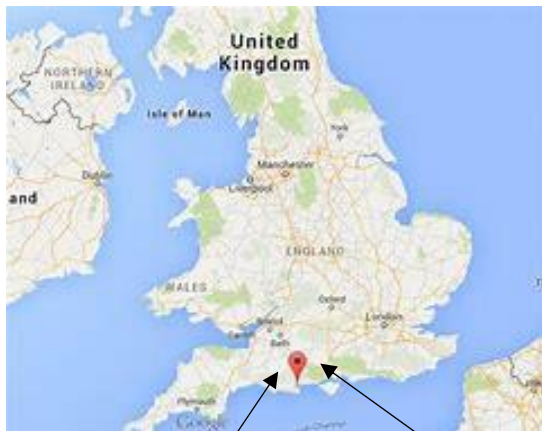 United
Kingdom
NORTHERN
IRELAND
Isle of Man
York
Manchester
Dublin
Liverpool
and
ENGLAND
WALES
Oxford
London
Cardiff
Bristol
Bath
Plymouth
Google